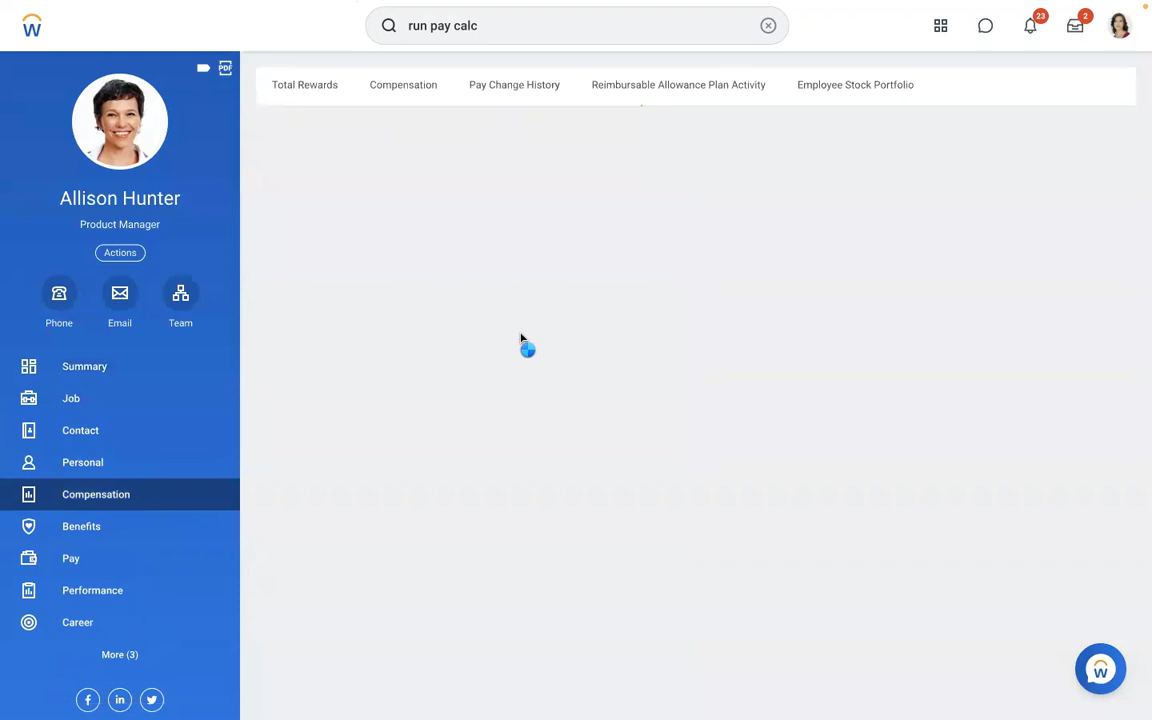 run pay calc
23
2
PDF
Total Rewards
Compensation
Pay Change History
Reimbursable Allowance Plan Activity
Employee Stock Portfolio
Allison Hunter
Product Manager
Actions
Phone
Email
Team
Summary
Job
Contact
Personal
Compensation
Benefits
Pay
Performance
Career
More (3)